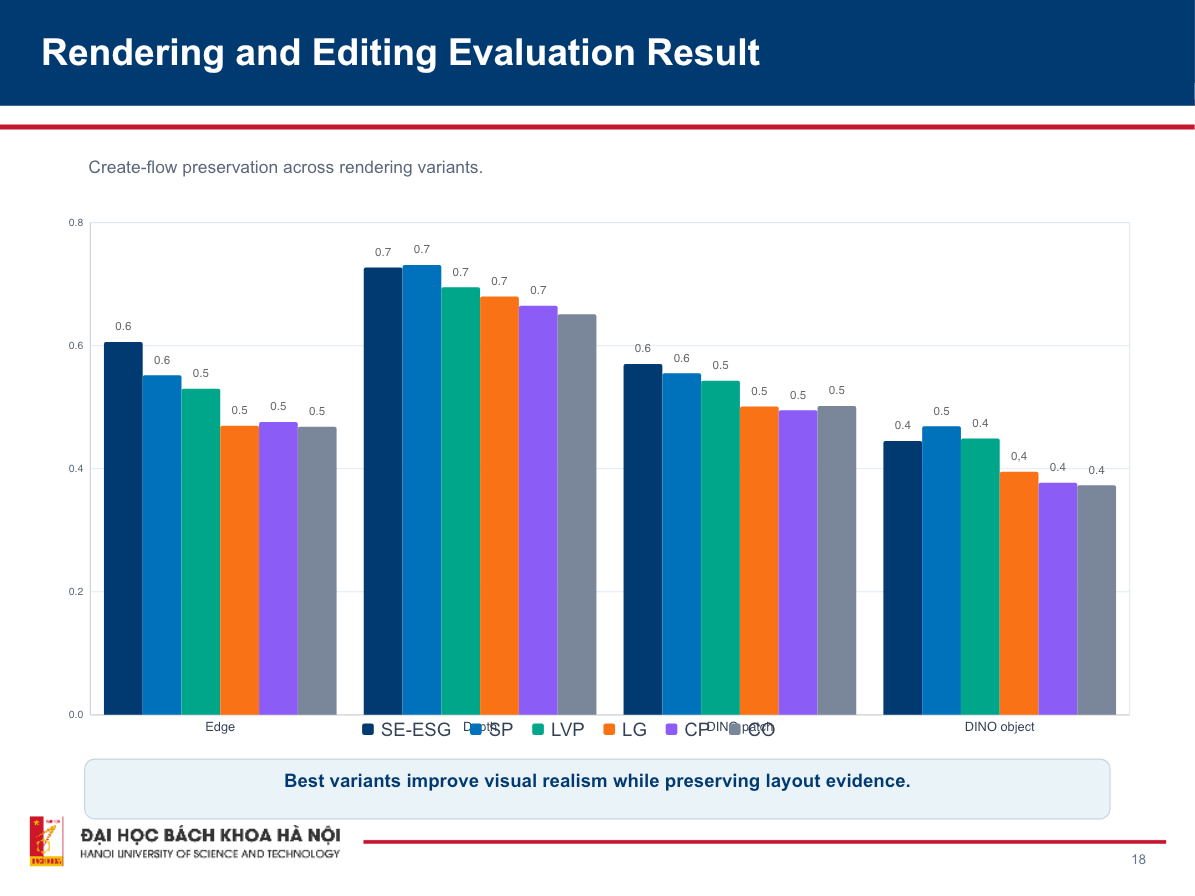 Rendering and Editing Evaluation Result
Create-flow preservation across rendering variants.
0.8
0.6
0.4
0.2
0.0
0.6
0.6
0.5
0.5
0.5
0.5
0.7
0.7
0.7
0.7
0.7
0.6
0.6
0.5
0.5
0.5
0.5
0.4
0.5
0.4
0.4
0.4
0.4
Edge
Depth
DINO patch
DINO object
SE-ESG SP LVP LG CP CO
Best variants improve visual realism while preserving layout evidence.
ĐẠI HỌC BÁCH KHOA HÀ NỘI
HANOI UNIVERSITY OF SCIENCE AND TECHNOLOGY
18